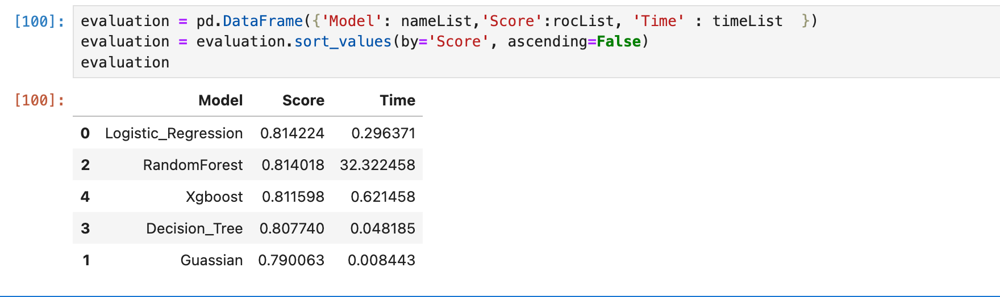 [100]: evaluation = pd.DataFrame({'Model': nameList,'Score':rocList, 'Time' : timeList  })
evaluation = evaluation.sort_values(by='Score', ascending=False)
evaluation
[100]: Model Score Time
0 Logistic_Regression 0.814224 0.296371
2 RandomForest 0.814018 32.322458
4 Xgboost 0.811598 0.621458
3 Decision_Tree 0.807740 0.048185
1 Guassian 0.790063 0.008443